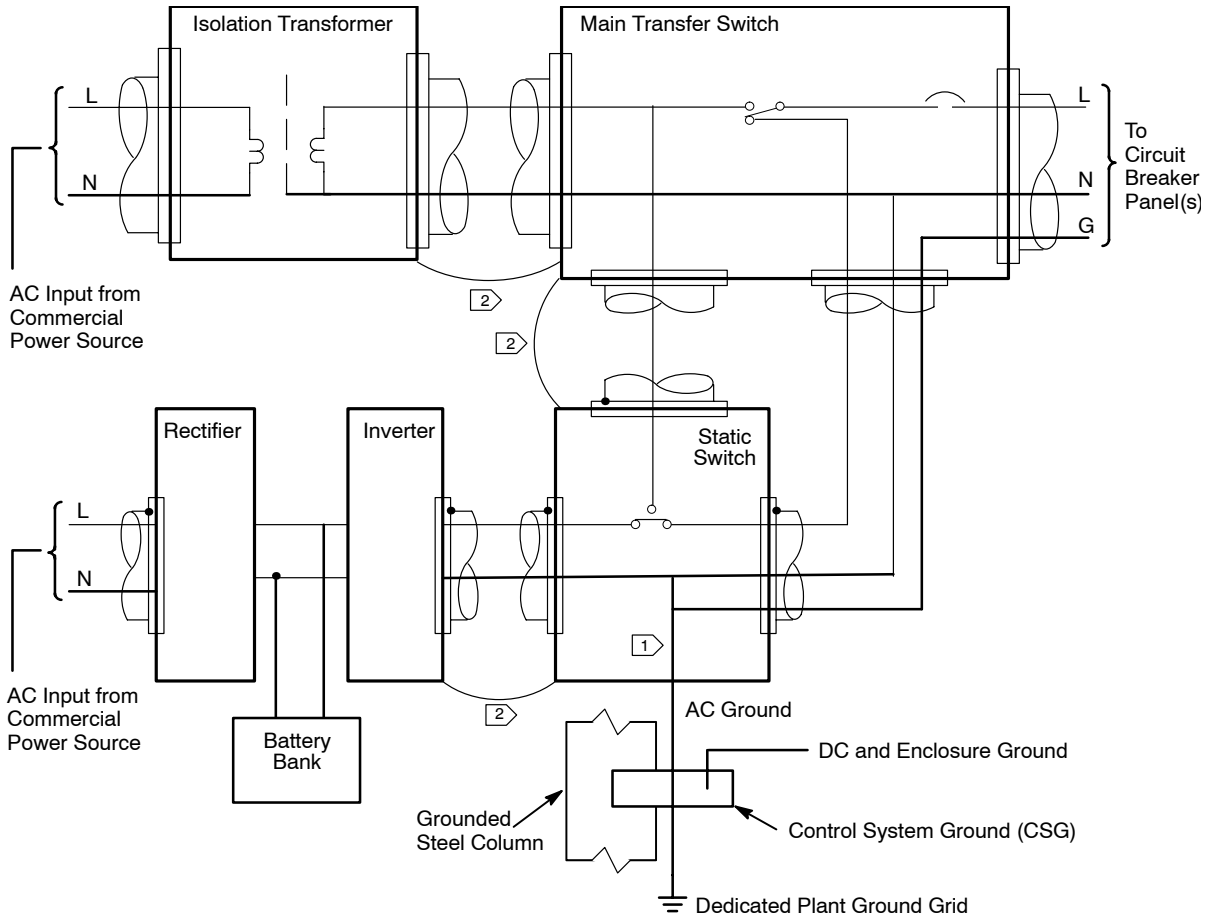 Isolation Transformer
Main Transfer Switch
L
N
AC Input from
Commercial
Power Source
2
2
L
N
G
To
Circuit
Breaker
Panel(s)
Rectifier
Inverter
Static
Switch
L
N
AC Input from
Commercial
Power Source
Battery
Bank
2
1
AC Ground
DC and Enclosure Ground
Grounded
Steel Column
Control System Ground (CSG)
Dedicated Plant Ground Grid